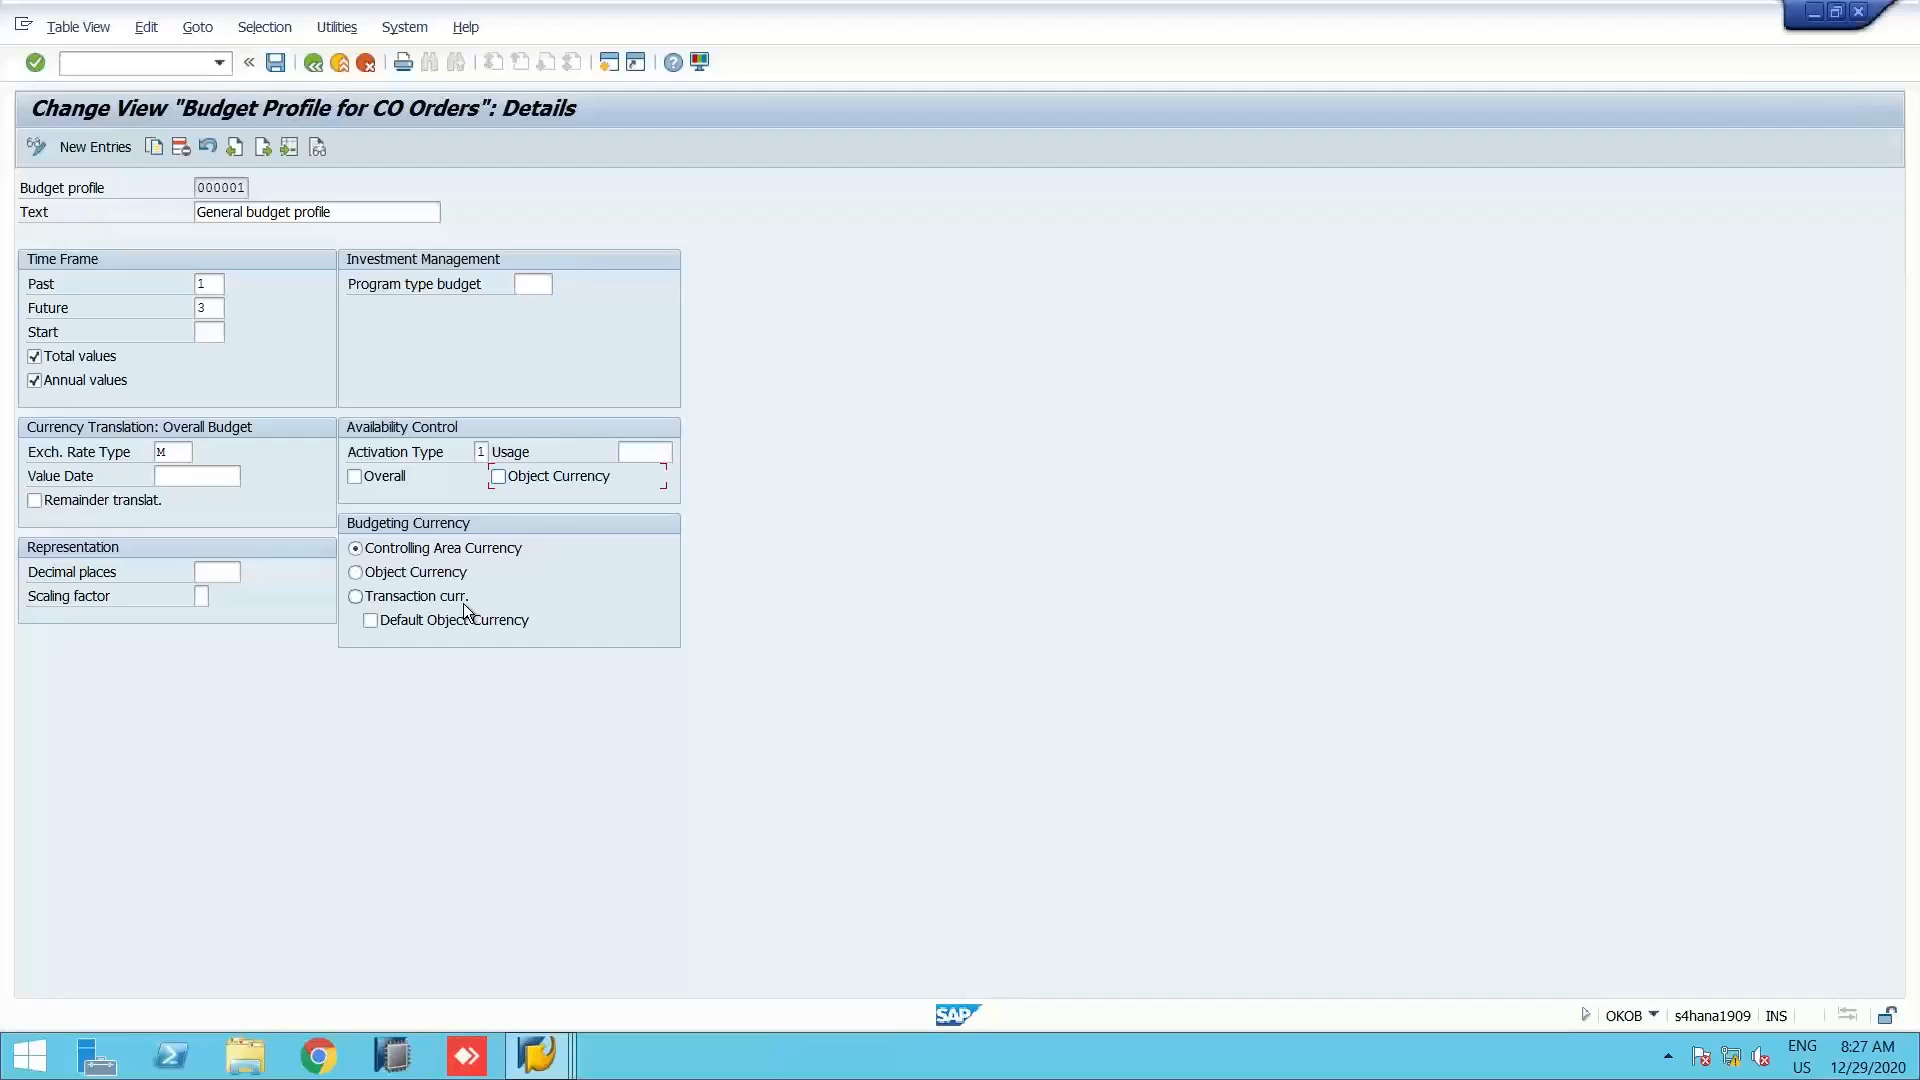 Table View Edit Goto Selection Utilities System Help
Change View "Budget Profile for CO Orders": Details
New Entries
Budget profile 000001
Text General budget profile
Time Frame
Past 1
Future 3
Start
Total values
Annual values
Investment Management
Program type budget
Currency Translation: Overall Budget
Exch. Rate Type M
Value Date
Remainder translat.
Availability Control
Activation Type 1 Usage
Overall Object Currency
Representation
Decimal places
Scaling factor
Budgeting Currency
Controlling Area Currency
Object Currency
Transaction curr.
Default Object Currency
SAP
OKOB s4hana1909 INS
ENG 8:27 AM
US 12/29/2020